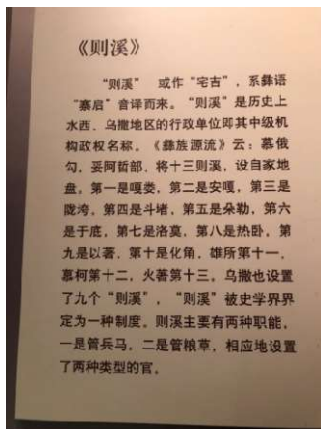 《则溪》
“则溪” 或作“宅吉”，系彝语
“寨启”音译而来。“则溪”是历史上
水西、乌撒地区的行政单位即其中级机
构政权名称，《彝族源流》云：慕俄
勾，妥阿哲部，将十三则溪，设自家地
盘，第一是嘎娄，第二是安嘎，第三是
陇垮，第四是斗堵，第五是朵勒，第六
是于底，第七是洛莫，第八是热卧，第
九是以著，第十是化角，雄所第十一，
慕柯第十二，火著第十三。乌撒也设置
了九个“则溪”，“则溪”被史学界界
定为一种制度。则溪主要有两种职能，
一是管兵马，二是管粮草，相应地设置
了两种类型的官。